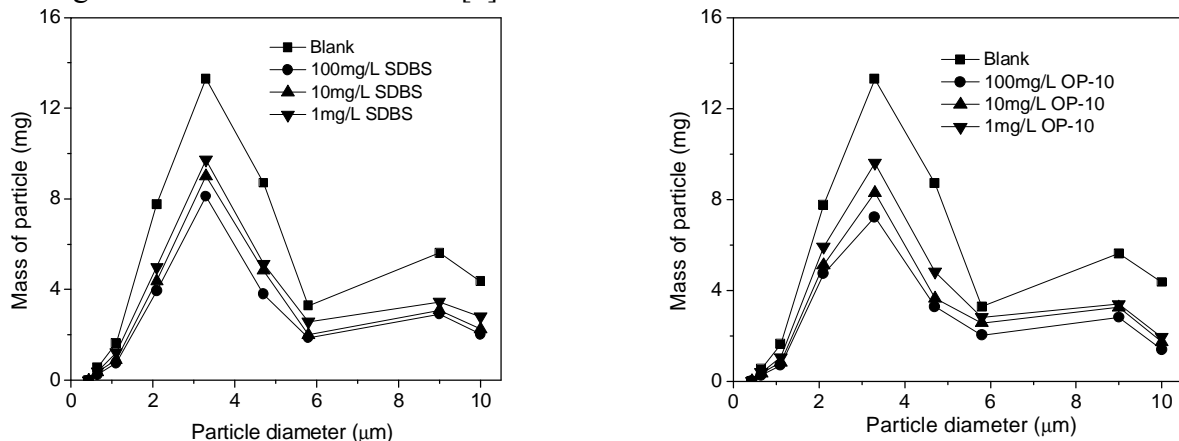 Blank
100mg/L SDBS
10mg/L SDBS
1mg/L SDBS
Mass of particle (mg)
16
12
8
4
0
0 2 4 6 8 10
Particle diameter (μm)
Blank
100mg/L OP-10
10mg/L OP-10
1mg/L OP-10
Mass of particle (mg)
16
12
8
4
0
0 2 4 6 8 10
Particle diameter (μm)